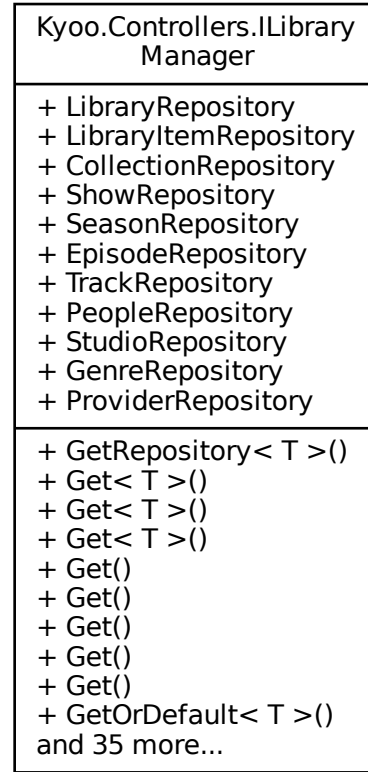 Kyoo.Controllers.ILibrary
Manager
+ LibraryRepository
+ LibraryItemRepository
+ CollectionRepository
+ ShowRepository
+ SeasonRepository
+ EpisodeRepository
+ TrackRepository
+ PeopleRepository
+ StudioRepository
+ GenreRepository
+ ProviderRepository
+ GetRepository< T >()
+ Get< T >()
+ Get< T >()
+ Get< T >()
+ Get()
+ Get()
+ Get()
+ Get()
+ Get()
+ GetOrDefault< T >()
and 35 more...